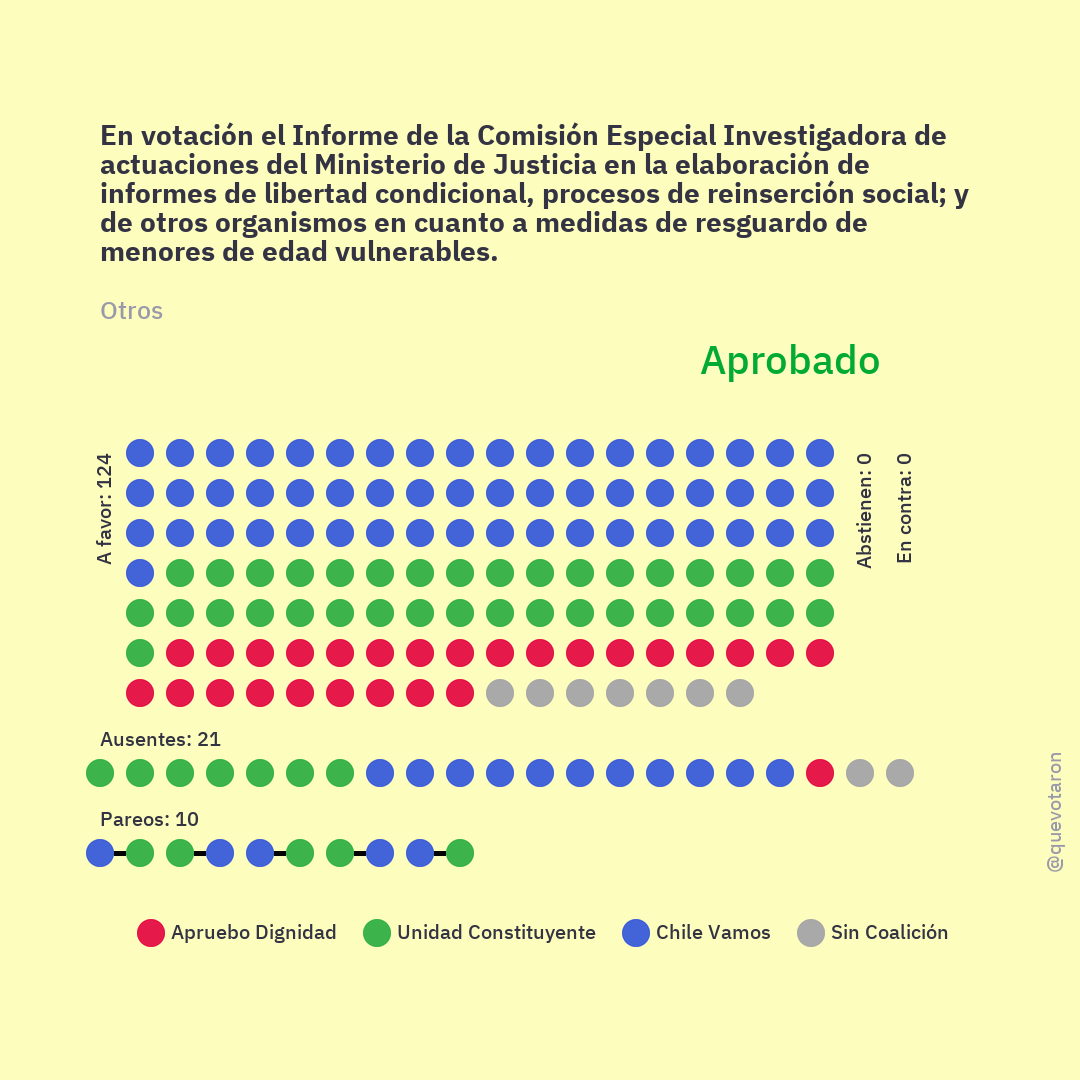 En votación el Informe de la Comisión Especial Investigadora de
actuaciones del Ministerio de Justicia en la elaboración de
informes de libertad condicional, procesos de reinserción social; y
de otros organismos en cuanto a medidas de resguardo de
menores de edad vulnerables.
Otros
Aprobado
A favor: 124
Abstienen: 0
En contra: 0
Ausentes: 21
Pareos: 10
@quevotaron
Apruebo Dignidad
Unidad Constituyente
Chile Vamos
Sin Coalición